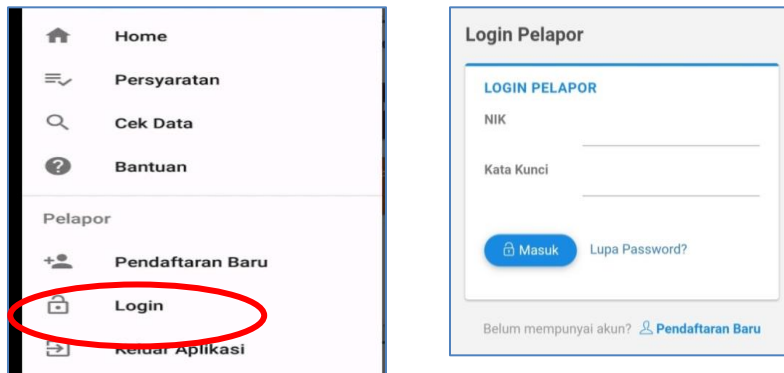 Home
Persyaratan
Cek Data
Bantuan
Pelapor
Pendaftaran Baru
Login
Keluar Aplikasi
Login Pelapor
LOGIN PELAPOR
NIK
Kata Kunci
Masuk Lupa Password?
Belum mempunyai akun? Pendaftaran Baru